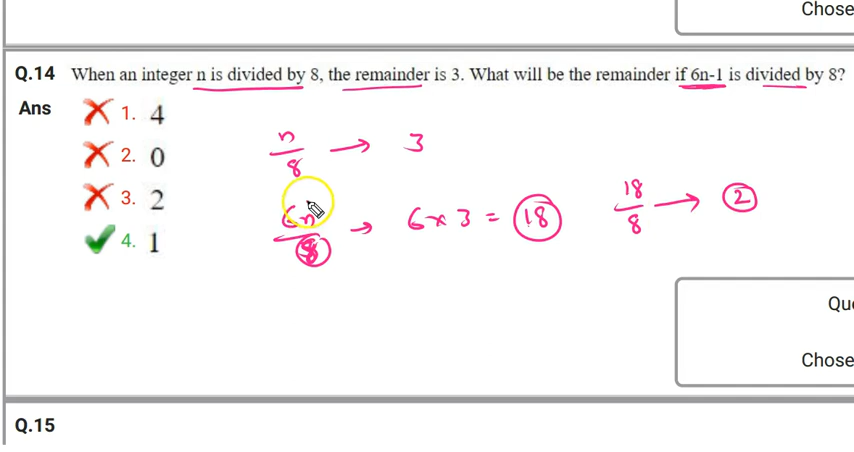 Chose
Q.14 When an integer n is divided by 8, the remainder is 3. What will be the remainder if 6n-1 is divided by 8?
Ans
1. 4
2. 0
3. 2
4. 1
n/8 → 3
6n/8 → 6 × 3 = 18
18/8 → 2
Que
Chose
Q.15